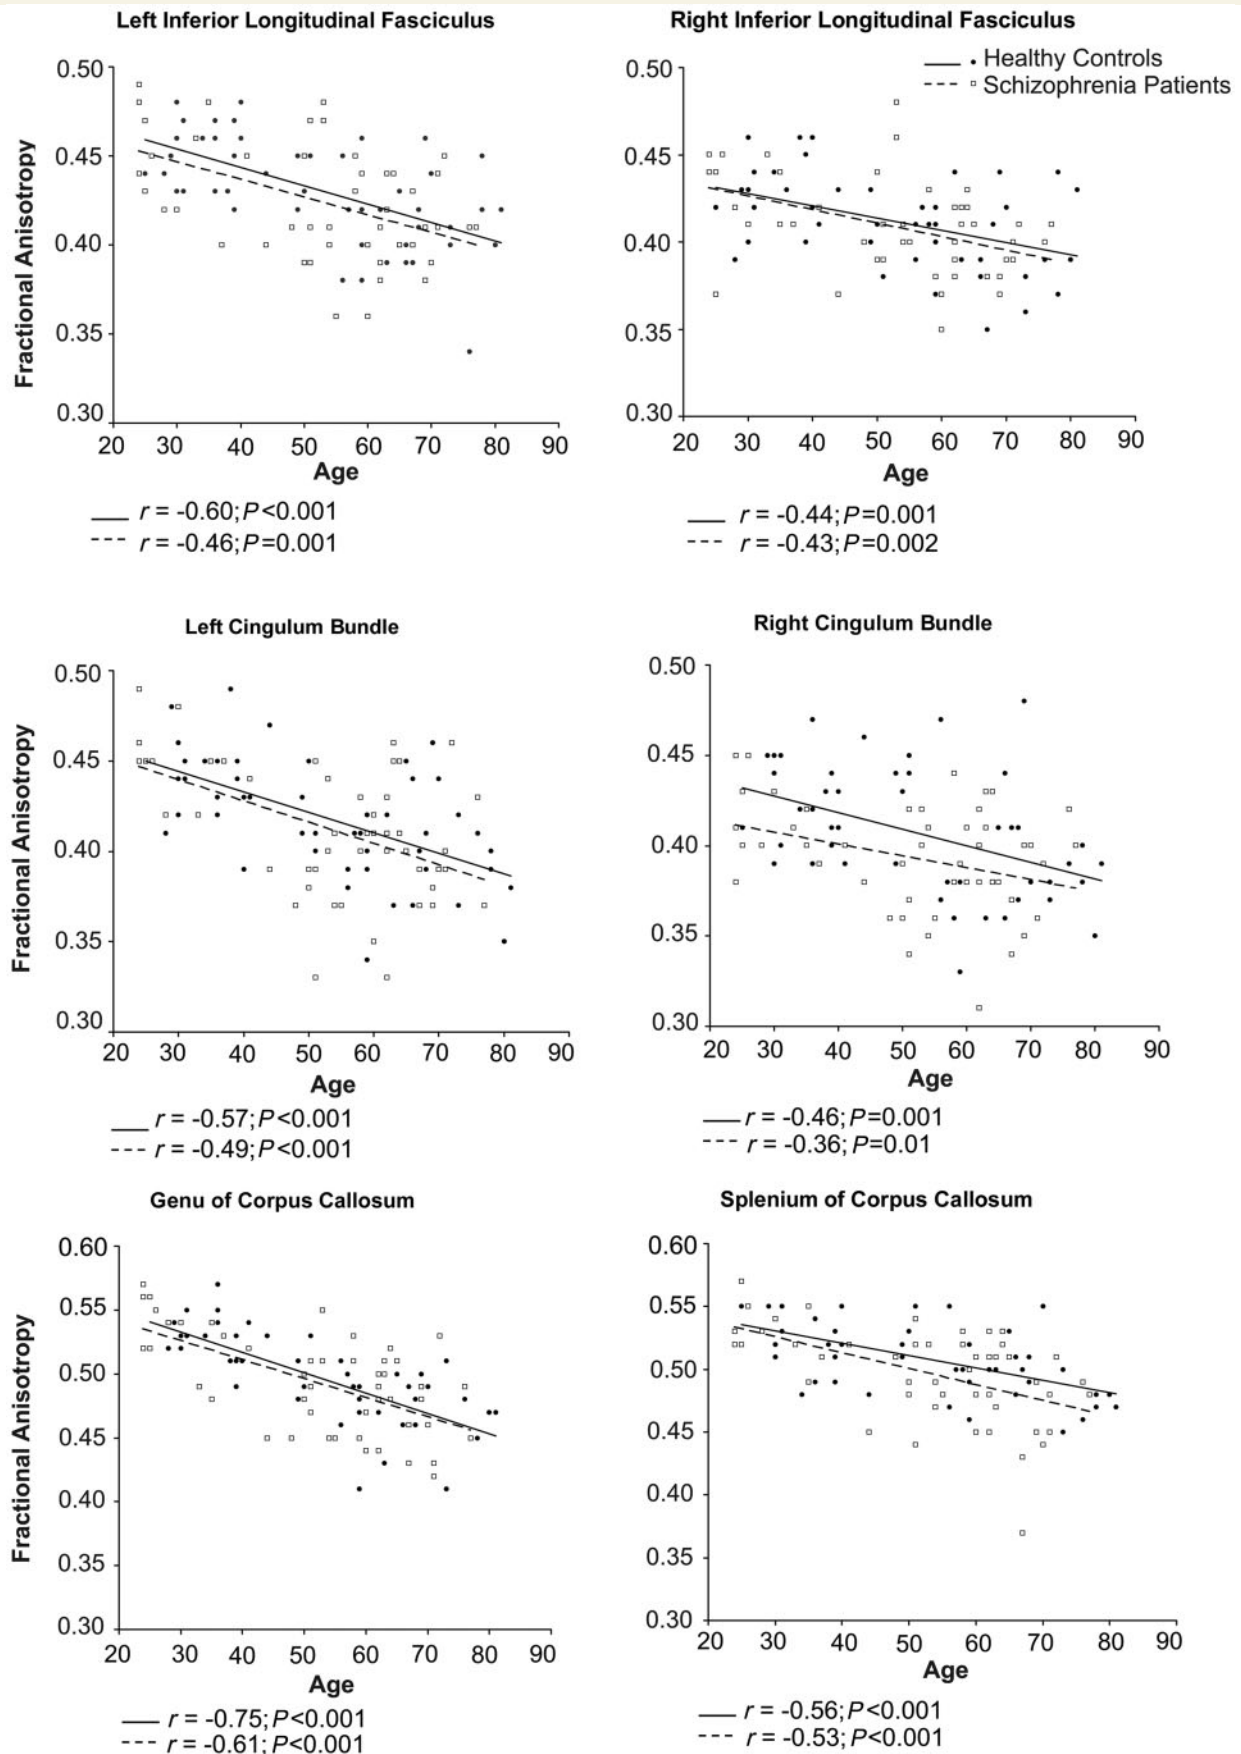 Left Inferior Longitudinal Fasciculus
Right Inferior Longitudinal Fasciculus
Healthy Controls
Schizophrenia Patients
Fractional Anisotropy
0.50
0.45
0.40
0.35
0.30
20 30 40 50 60 70 80 90
Age
r = -0.60; P<0.001
r = -0.46; P=0.001
0.50
0.45
0.40
0.35
0.30
20 30 40 50 60 70 80 90
Age
r = -0.44; P=0.001
r = -0.43; P=0.002
Left Cingulum Bundle
Fractional Anisotropy
0.50
0.45
0.40
0.35
0.30
20 30 40 50 60 70 80 90
Age
r = -0.57; P<0.001
r = -0.49; P<0.001
Right Cingulum Bundle
0.50
0.45
0.40
0.35
0.30
20 30 40 50 60 70 80 90
Age
r = -0.46; P=0.001
r = -0.36; P=0.01
Genu of Corpus Callosum
Fractional Anisotropy
0.60
0.55
0.50
0.45
0.40
0.35
0.30
20 30 40 50 60 70 80 90
Age
r = -0.75; P<0.001
r = -0.61; P<0.001
Splenium of Corpus Callosum
0.60
0.55
0.50
0.45
0.40
0.35
0.30
20 30 40 50 60 70 80 90
Age
r = -0.56; P<0.001
r = -0.53; P<0.001